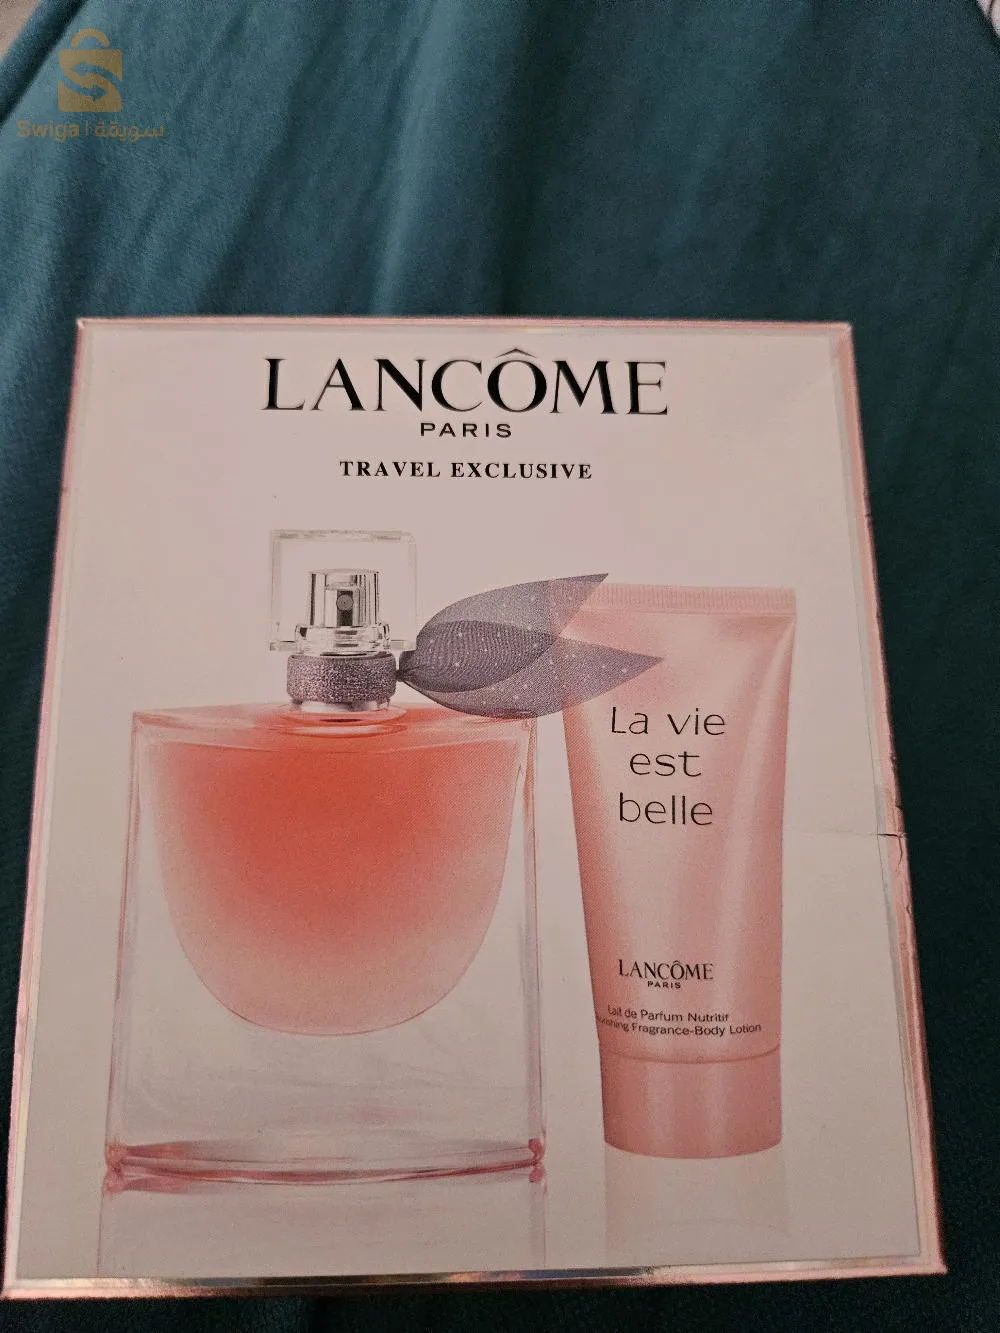 Swiga | سويقة
LANCÔME
PARIS
TRAVEL EXCLUSIVE
La vie
est
belle
LANCÔME
PARIS
Lait de Parfum Nutritif
Fragrance-Body Lotion